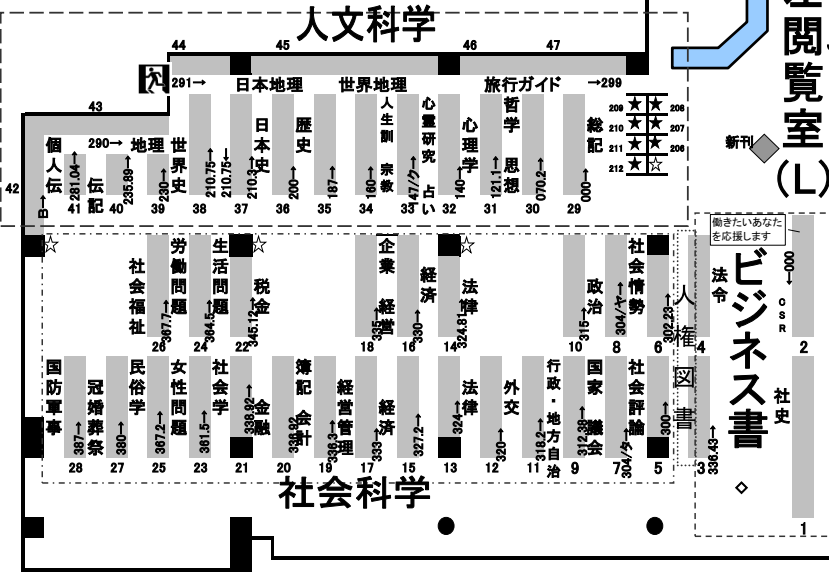 人文科学
44
45
46
47
291→
日本地理
世界地理
旅行ガイド
→299
43
42
290→
地理
個人伝
B→
281.04→
伝記
235.89→
230→
世界史
210.75→
210.75←
210.3→
日本史
200→
歴史
187→
160→
人生訓 宗教
147/ク→
心霊研究 占い
140→
心理学
121.1→
哲学 思想
070.2→
000→
総記
41
40
39
38
37
36
35
34
33
32
31
30
29
209 ★ ★ 208
210 ★ ★ 207
211 ★ ★ 206
212 ★ ☆
新刊
閲覧室
(L)
☆
☆
☆
社会福祉
367.7→
労働問題
364.5→
生活問題
345.12→
税金
335→
企業 経営
330→
経済
324.81→
法律
315→
政治
304/ヤ→
社会情勢
302.23→
26
24
22
18
16
14
10
8
6
4
2
人権図書
法令
働きたいあなた
を応援します
ビジネス書
←000
CSR
社史
国防軍事
387→
冠婚葬祭
380→
民俗学
367.2→
女性問題
361.5→
社会学
338.92→
金融
336.92
簿記 会計
336.3→
経営管理
333→
経済
327.2→
324→
法律
320→
外交
318.2→
行政・地方自治
312.38→
国家 議会
304/タ→
社会評論
300→
336.43→
28
27
25
23
21
20
19
17
15
13
12
11
9
7
5
3
1
社会科学